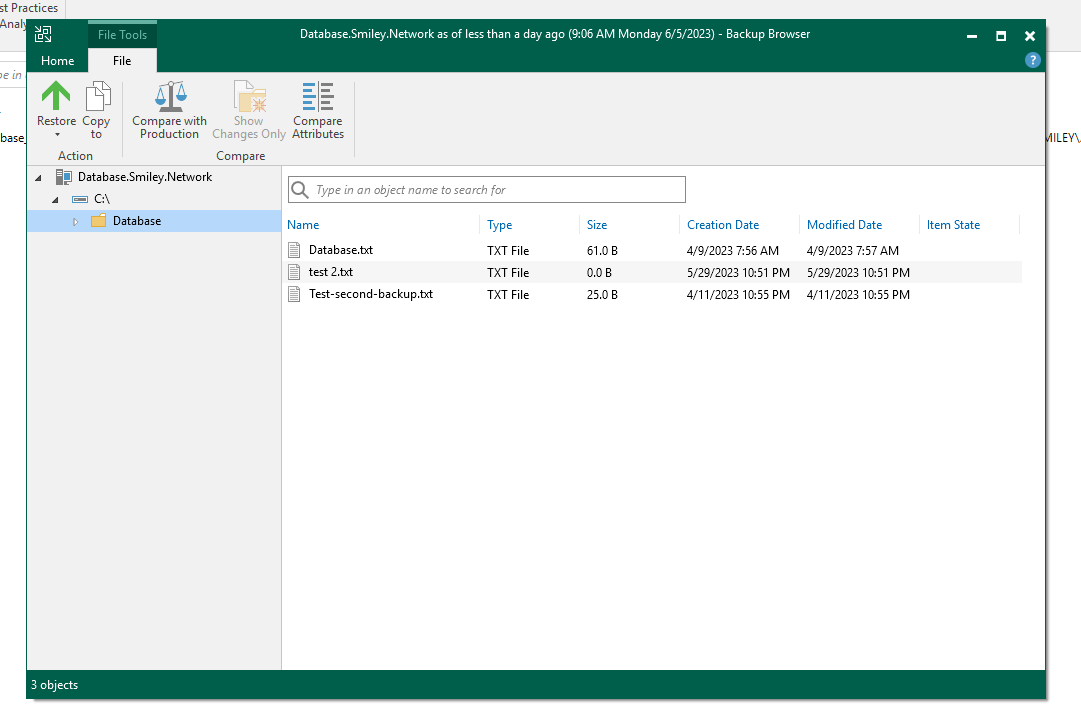 st Practices
Analy
File Tools
Database.Smiley.Network as of less than a day ago (9:06 AM Monday 6/5/2023) - Backup Browser
Home
File
?
pe in
Restore
Copy to
Action
Compare with Production
Show Changes Only
Compare Attributes
Compare
base_
MILEY\
Database.Smiley.Network
C:\
Database
Type in an object name to search for
Name Type Size Creation Date Modified Date Item State
Database.txt TXT File 61.0 B 4/9/2023 7:56 AM 4/9/2023 7:57 AM
test 2.txt TXT File 0.0 B 5/29/2023 10:51 PM 5/29/2023 10:51 PM
Test-second-backup.txt TXT File 25.0 B 4/11/2023 10:55 PM 4/11/2023 10:55 PM
3 objects